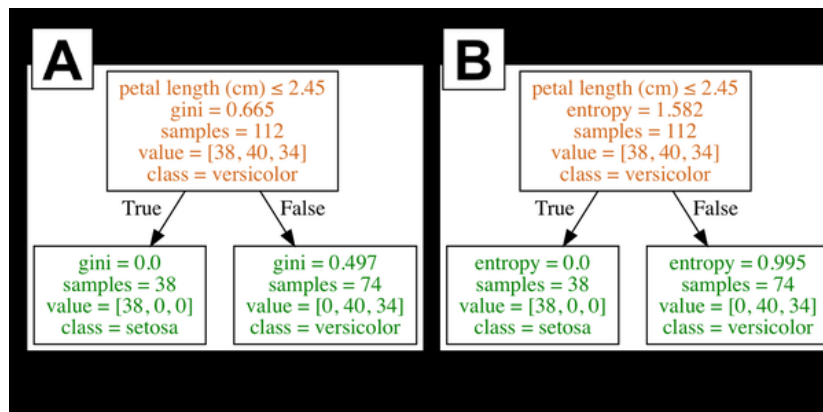 A
petal length (cm) ≤ 2.45
gini = 0.665
samples = 112
value = [38, 40, 34]
class = versicolor
True
False
gini = 0.0
samples = 38
value = [38, 0, 0]
class = setosa
gini = 0.497
samples = 74
value = [0, 40, 34]
class = versicolor
B
petal length (cm) ≤ 2.45
entropy = 1.582
samples = 112
value = [38, 40, 34]
class = versicolor
True
False
entropy = 0.0
samples = 38
value = [38, 0, 0]
class = setosa
entropy = 0.995
samples = 74
value = [0, 40, 34]
class = versicolor